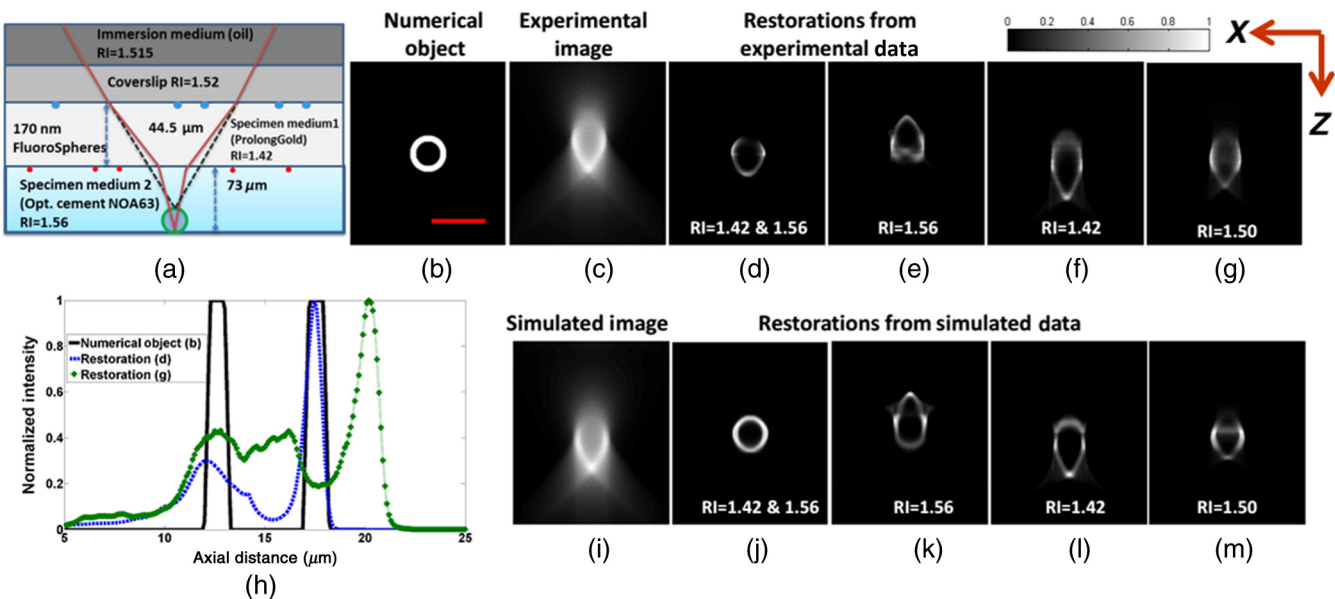 Immersion medium (oil)
RI=1.515
Coverslip RI=1.52
170 nm
FluoroSpheres
44.5 μm
Specimen medium1
(ProlongGold)
RI=1.42
Specimen medium 2
(Opt. cement NOA63)
RI=1.56
73 μm
(a)
Numerical
object
(b)
Experimental
image
(c)
Restorations from
experimental data
0 0.2 0.4 0.6 0.8 1
X
Z
RI=1.42 & 1.56
RI=1.56
RI=1.42
RI=1.50
(d) (e) (f) (g)
Normalized intensity
1
0.8
0.6
0.4
0.2
0
Numerical object (b)
Restoration (d)
Restoration (g)
5 10 15 20 25
Axial distance (μm)
(h)
Simulated image
(i)
Restorations from simulated data
RI=1.42 & 1.56
RI=1.56
RI=1.42
RI=1.50
(j) (k) (l) (m)